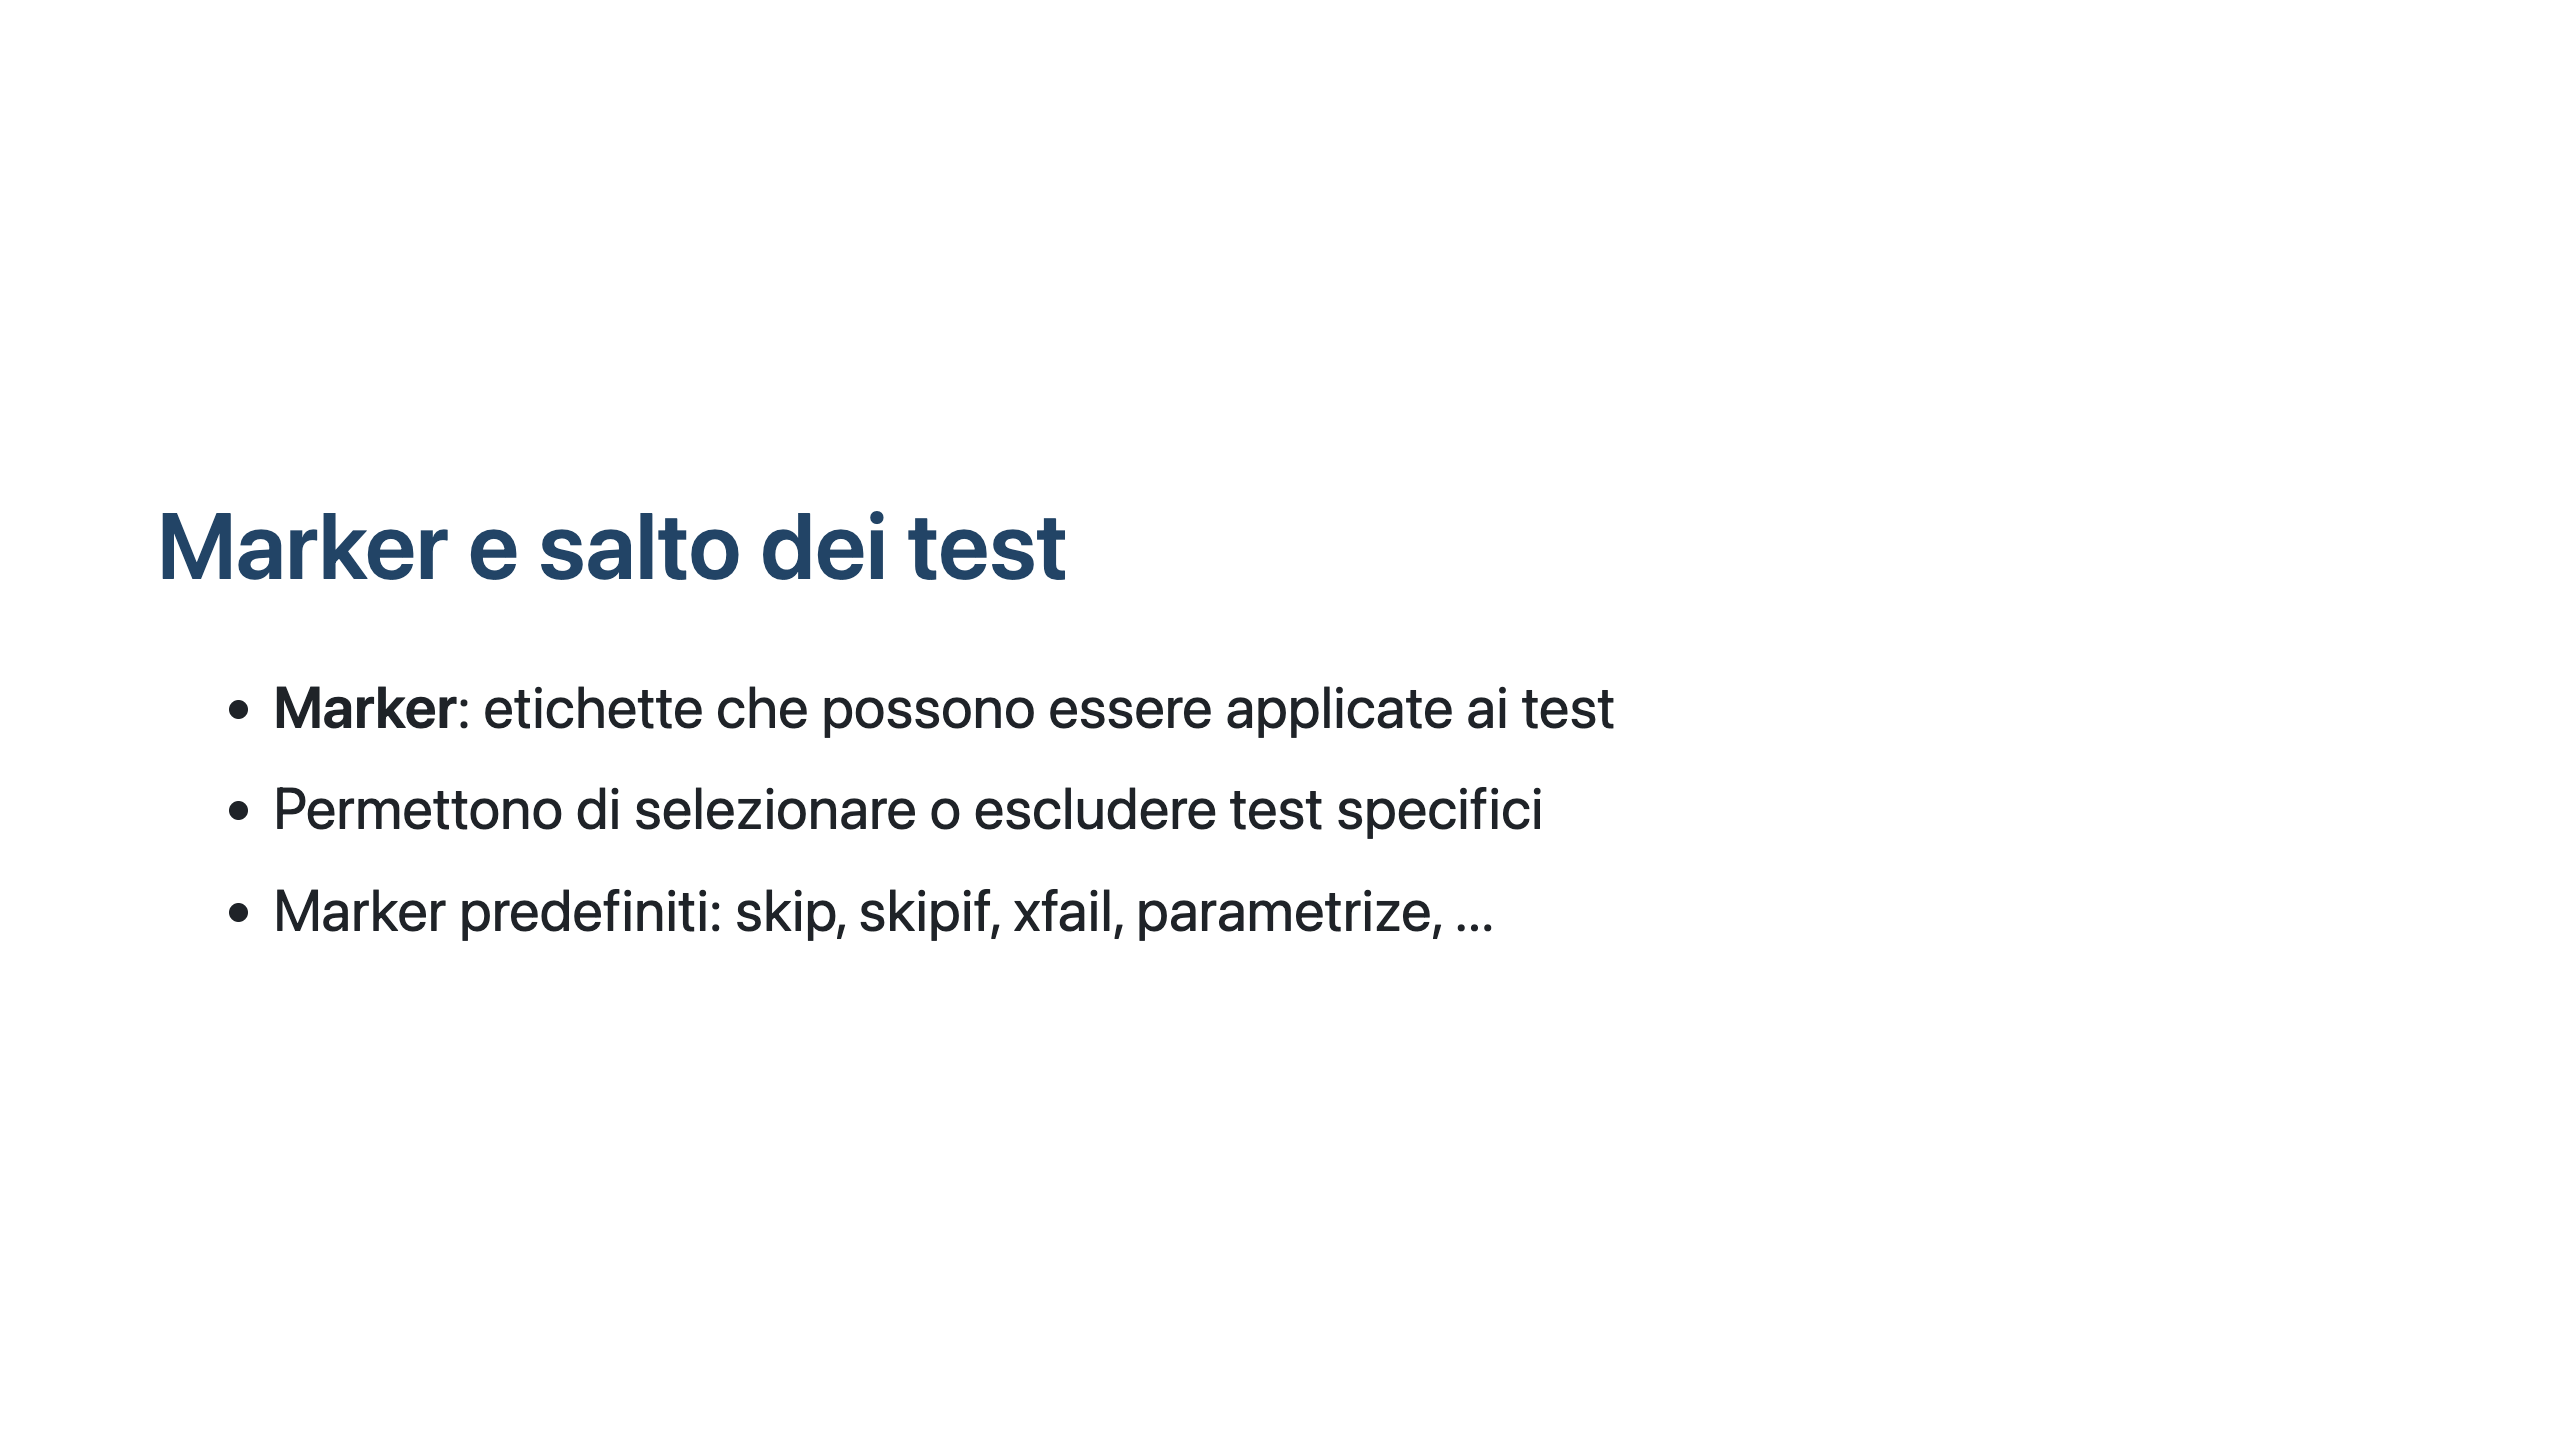 Marker e salto dei test
• Marker: etichette che possono essere applicate ai test
• Permettono di selezionare o escludere test specifici
• Marker predefiniti: skip, skipif, xfail, parametrize, ...